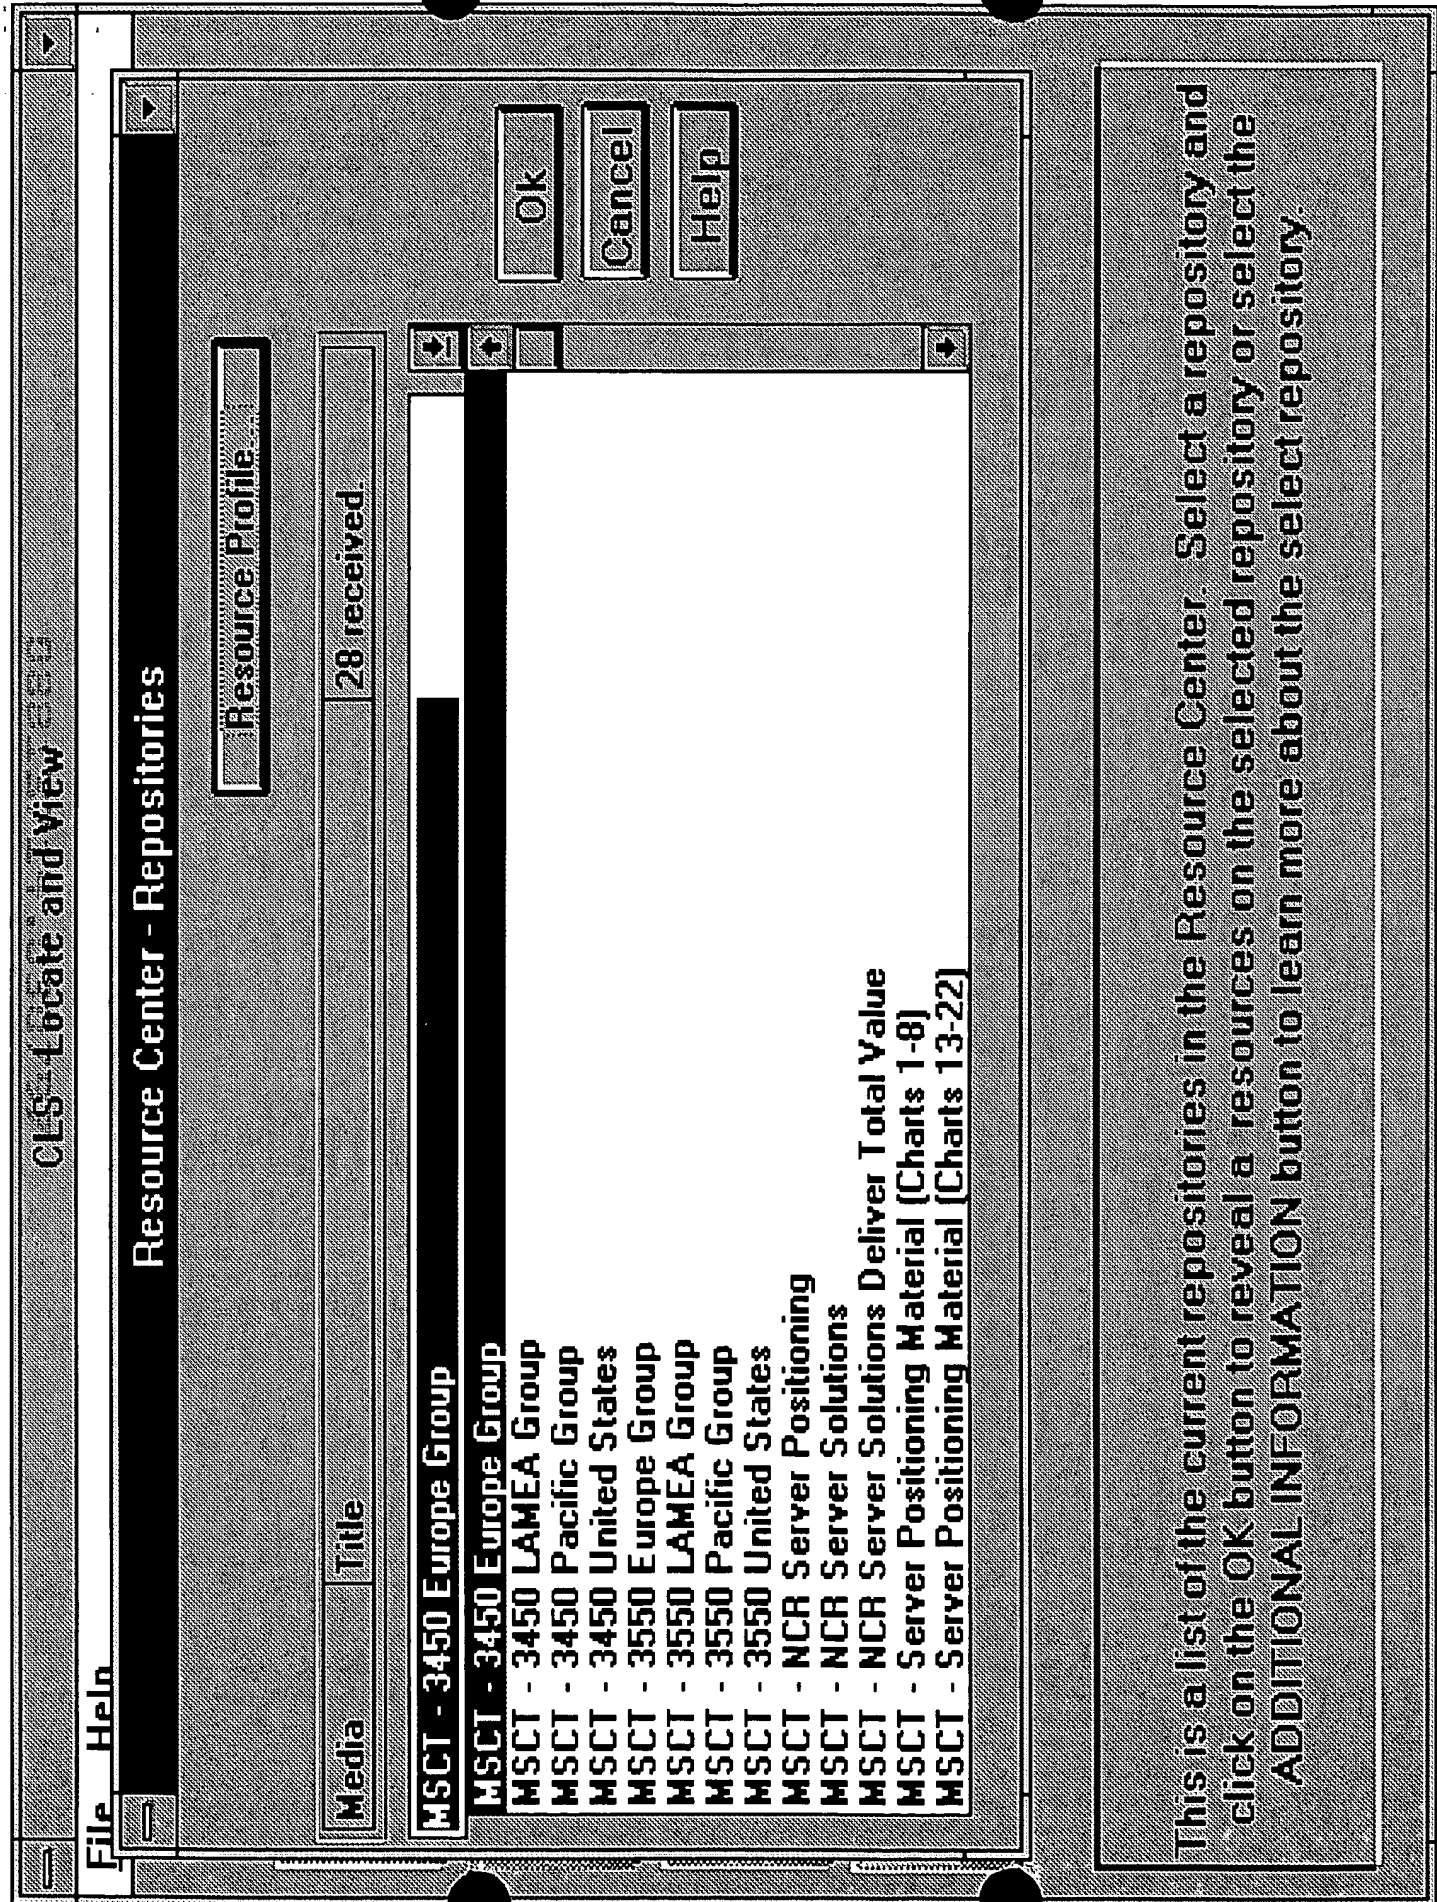 CLS - Locate and View
File Help
Resource Center - Repositories
Resource Profile...
Media Title 28 received.
MSCT - 3450 Europe Group
MSCT - 3450 Europe Group
MSCT - 3450 LAMEA Group
MSCT - 3450 Pacific Group
MSCT - 3450 United States
MSCT - 3550 Europe Group
MSCT - 3550 LAMEA Group
MSCT - 3550 Pacific Group
MSCT - 3550 United States
MSCT - NCR Server Positioning
MSCT - NCR Server Solutions
MSCT - NCR Server Solutions Deliver Total Value
MSCT - Server Positioning Material (Charts 1-8)
MSCT - Server Positioning Material (Charts 13-22)
Ok
Cancel
Help
This is a list of the current repositories in the Resource Center. Select a repository and
click on the OK button to reveal a resources on the selected repository or select the
ADDITIONAL INFORMATION button to learn more about the select repository.